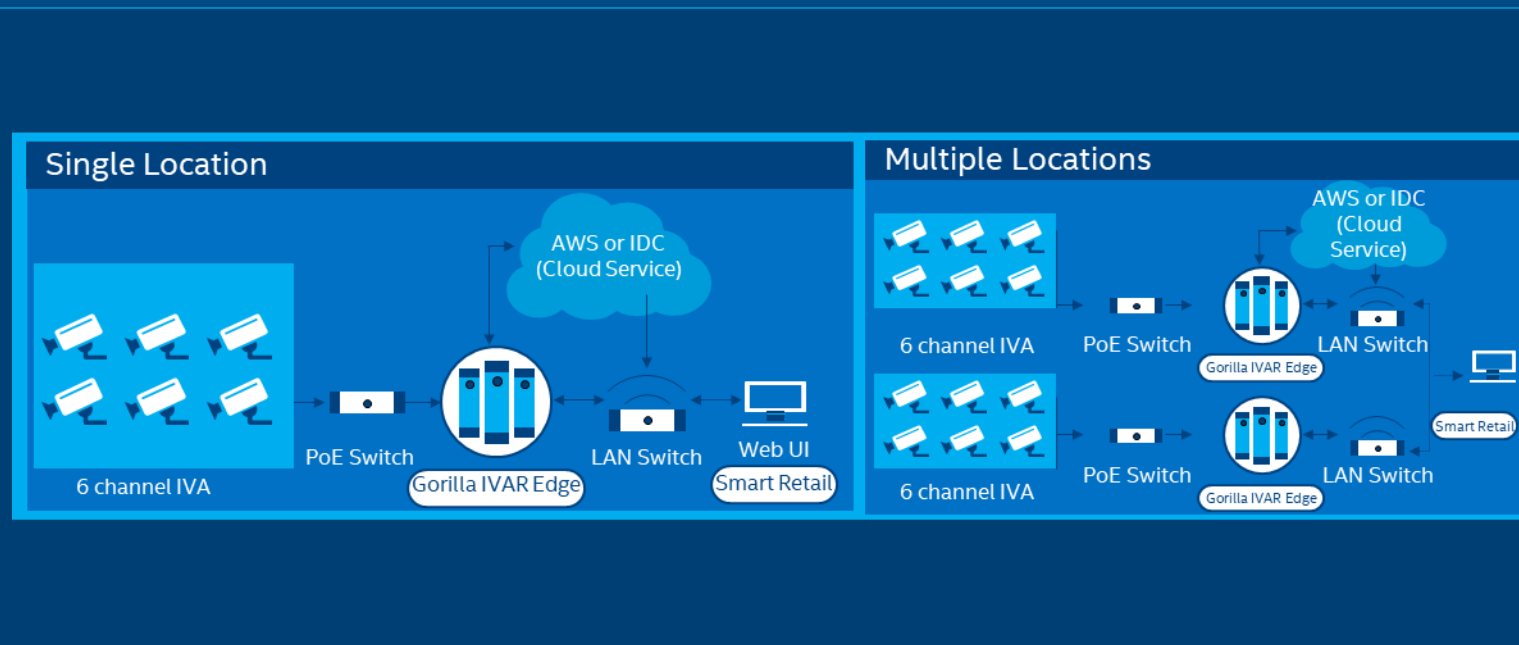 Single Location
AWS or IDC
(Cloud Service)
PoE Switch
LAN Switch
Web UI
6 channel IVA
Gorilla IVAR Edge
Smart Retail
Multiple Locations
AWS or IDC
(Cloud
Service)
6 channel IVA
PoE Switch
LAN Switch
Gorilla IVAR Edge
Smart Retail
6 channel IVA
PoE Switch
LAN Switch
Gorilla IVAR Edge